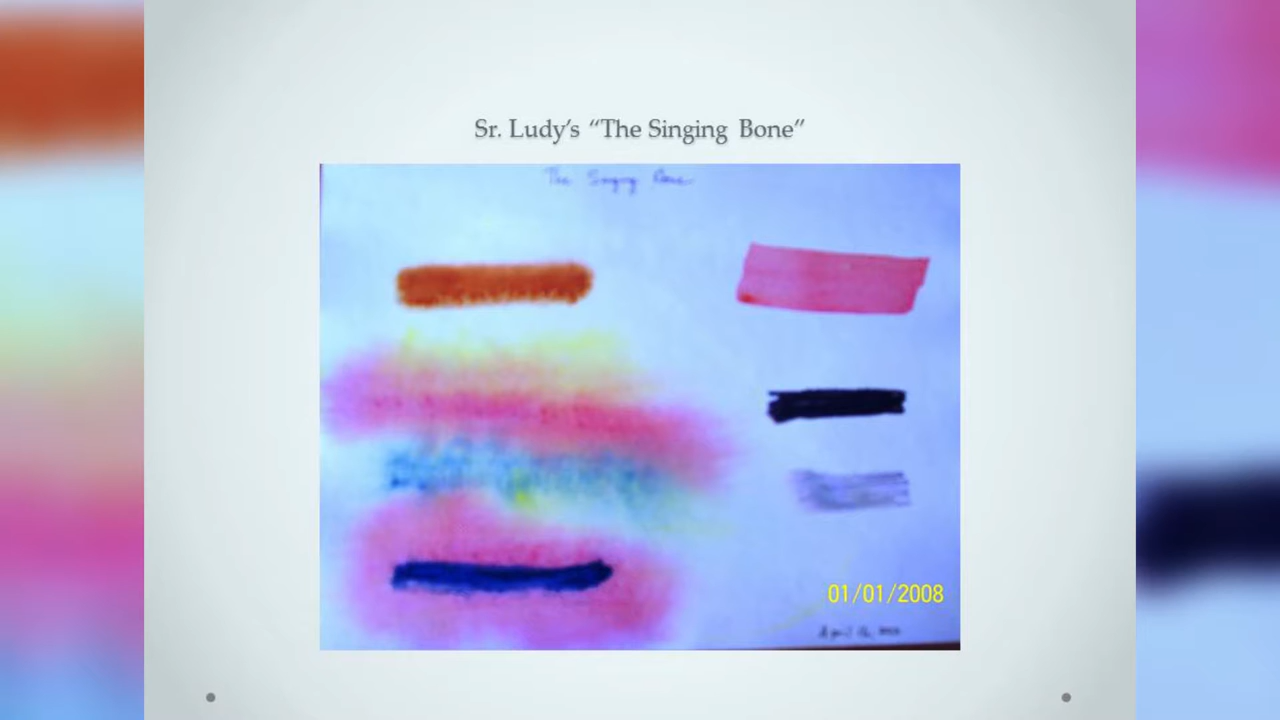 Sr. Ludy's “The Singing Bone”
The Singing Bone
01/01/2008